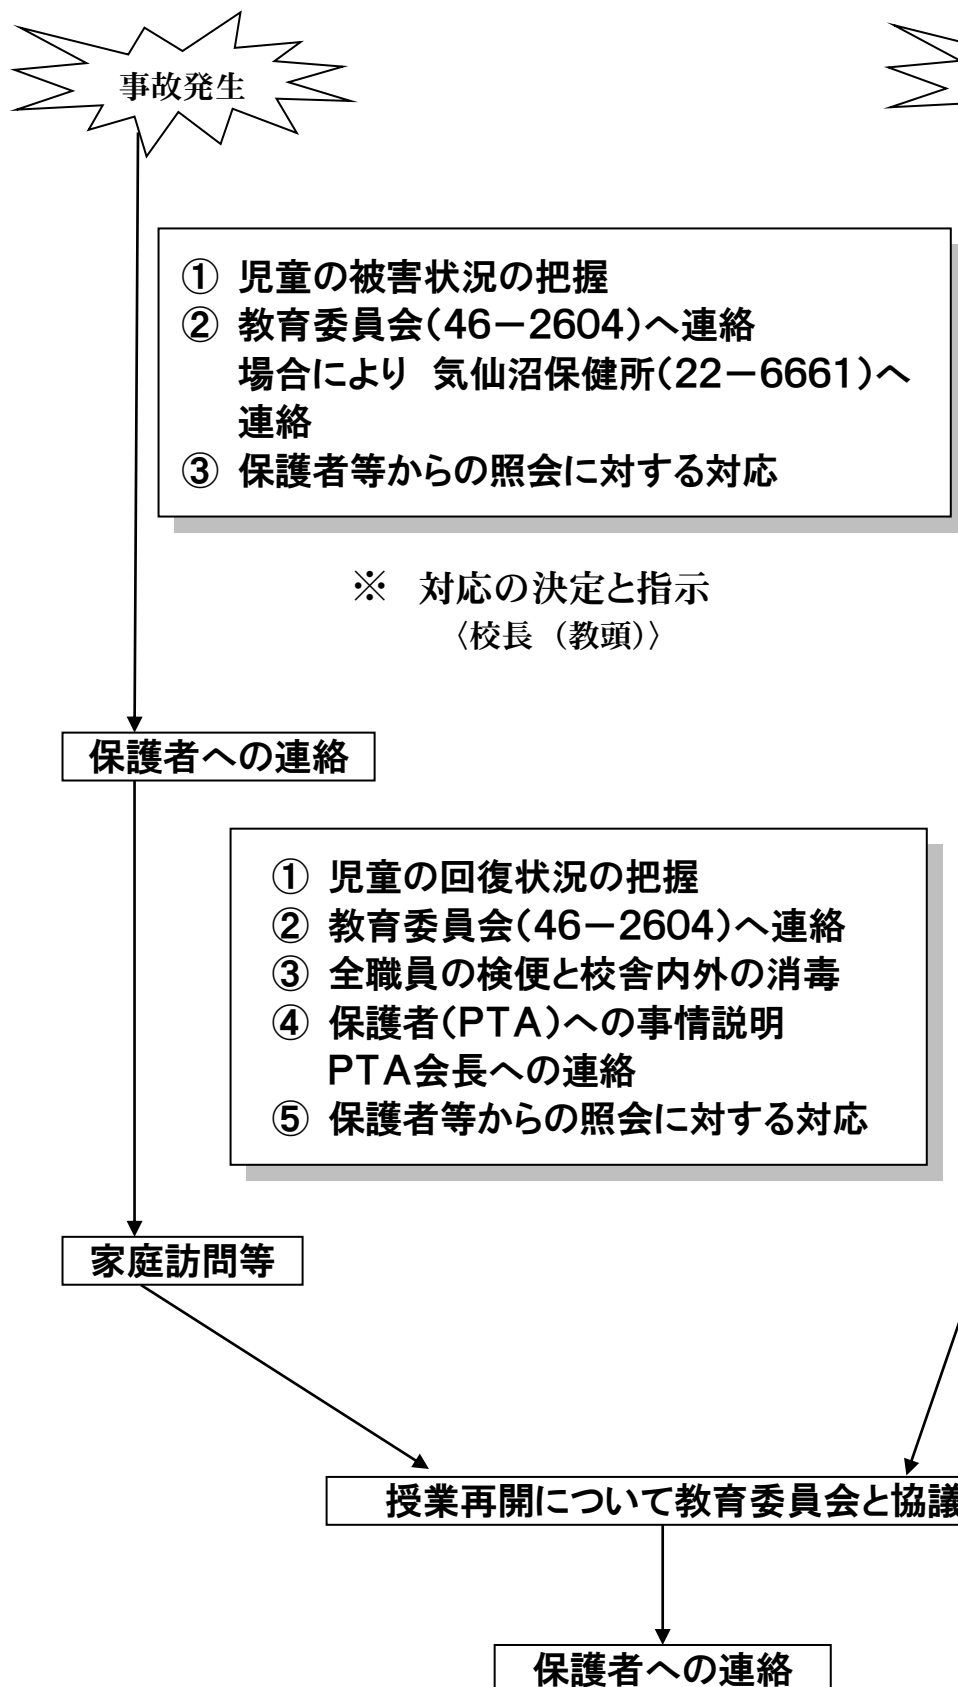 事故発生
① 児童の被害状況の把握
② 教育委員会(46－2604)へ連絡
場合により　気仙沼保健所(22－6661)へ
連絡
③ 保護者等からの照会に対する対応
※　対応の決定と指示
〈校長（教頭）〉
保護者への連絡
① 児童の回復状況の把握
② 教育委員会(46－2604)へ連絡
③ 全職員の検便と校舎内外の消毒
④ 保護者(PTA)への事情説明
PTA会長への連絡
⑤ 保護者等からの照会に対する対応
家庭訪問等
授業再開について教育委員会と協議
保護者への連絡